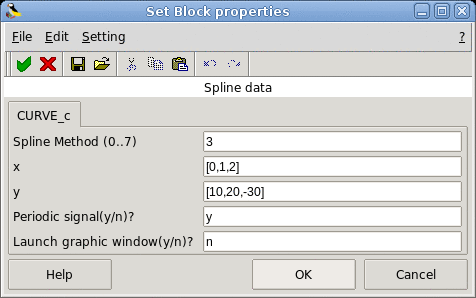 Set Block properties
File Edit Setting ?
Spline data
CURVE_c
Spline Method (0..7) 3
x [0,1,2]
y [10,20,-30]
Periodic signal(y/n)? y
Launch graphic window(y/n)? n
Help OK Cancel